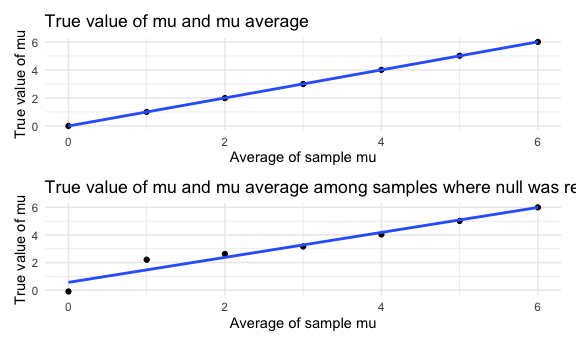 True value of mu and mu average
True value of mu
6
4
2
0
0
2
4
6
Average of sample mu
True value of mu and mu average among samples where null was re
True value of mu
6
4
2
0
0
2
4
6
Average of sample mu